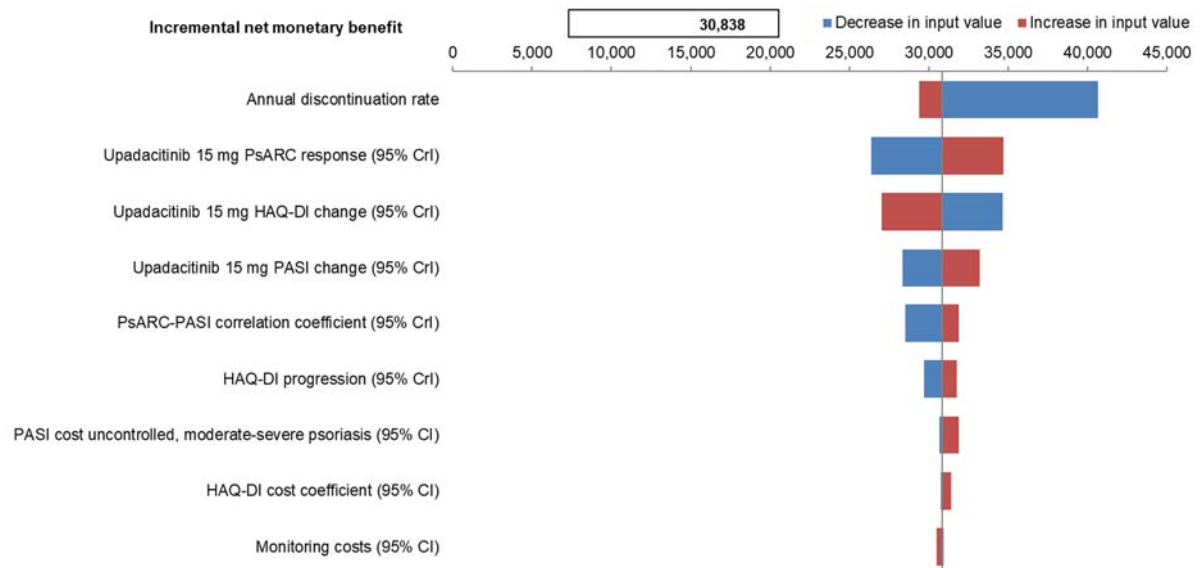 Incremental net monetary benefit
30,838
Decrease in input value
Increase in input value
0 5,000 10,000 15,000 20,000 25,000 30,000 35,000 40,000 45,000
Annual discontinuation rate
Upadacitinib 15 mg PsARC response (95% CrI)
Upadacitinib 15 mg HAQ-DI change (95% CrI)
Upadacitinib 15 mg PASI change (95% CrI)
PsARC-PASI correlation coefficient (95% CrI)
HAQ-DI progression (95% CrI)
PASI cost uncontrolled, moderate-severe psoriasis (95% CI)
HAQ-DI cost coefficient (95% CI)
Monitoring costs (95% CI)